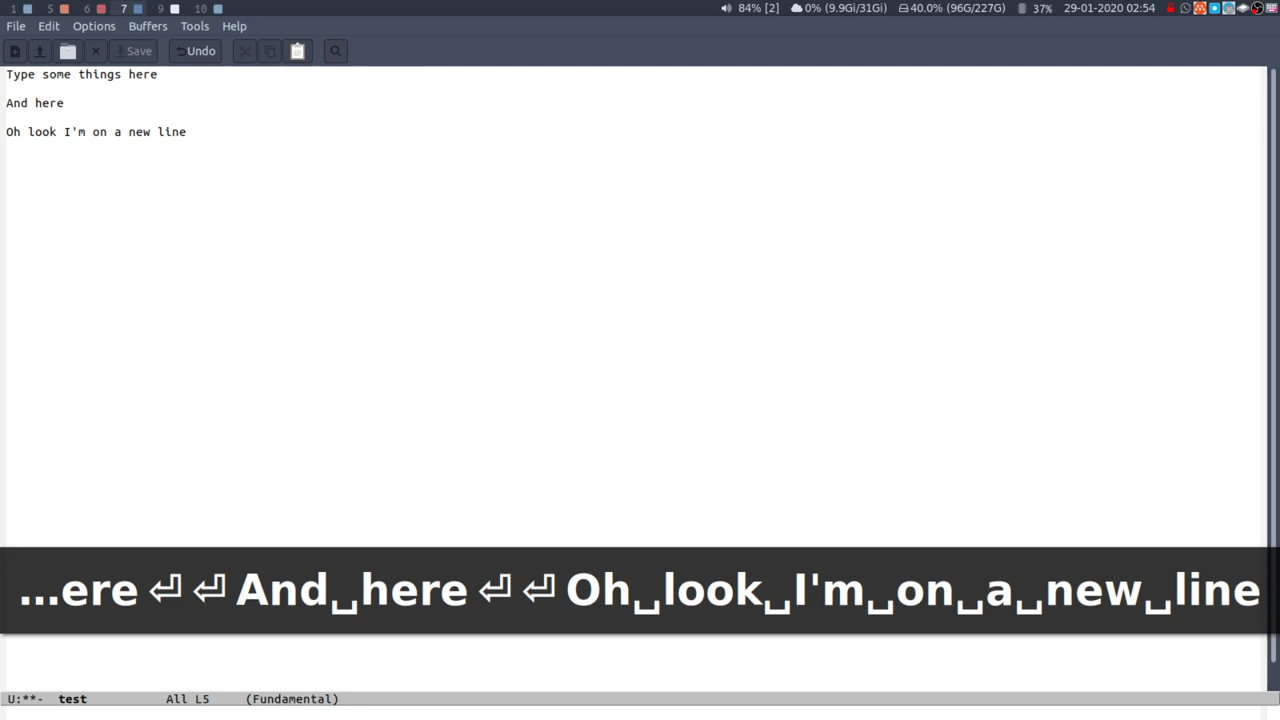 1 5 6 7 9 10 84% [2] 0% (9.9Gi/31Gi) 40.0% (96G/227G) 37% 29-01-2020 02:54
File Edit Options Buffers Tools Help
Save Undo
Type some things here
And here
Oh look I'm on a new line
…ere⏎⏎And␣here⏎⏎Oh␣look␣I'm␣on␣a␣new␣line
U:**- test All L5 (Fundamental)